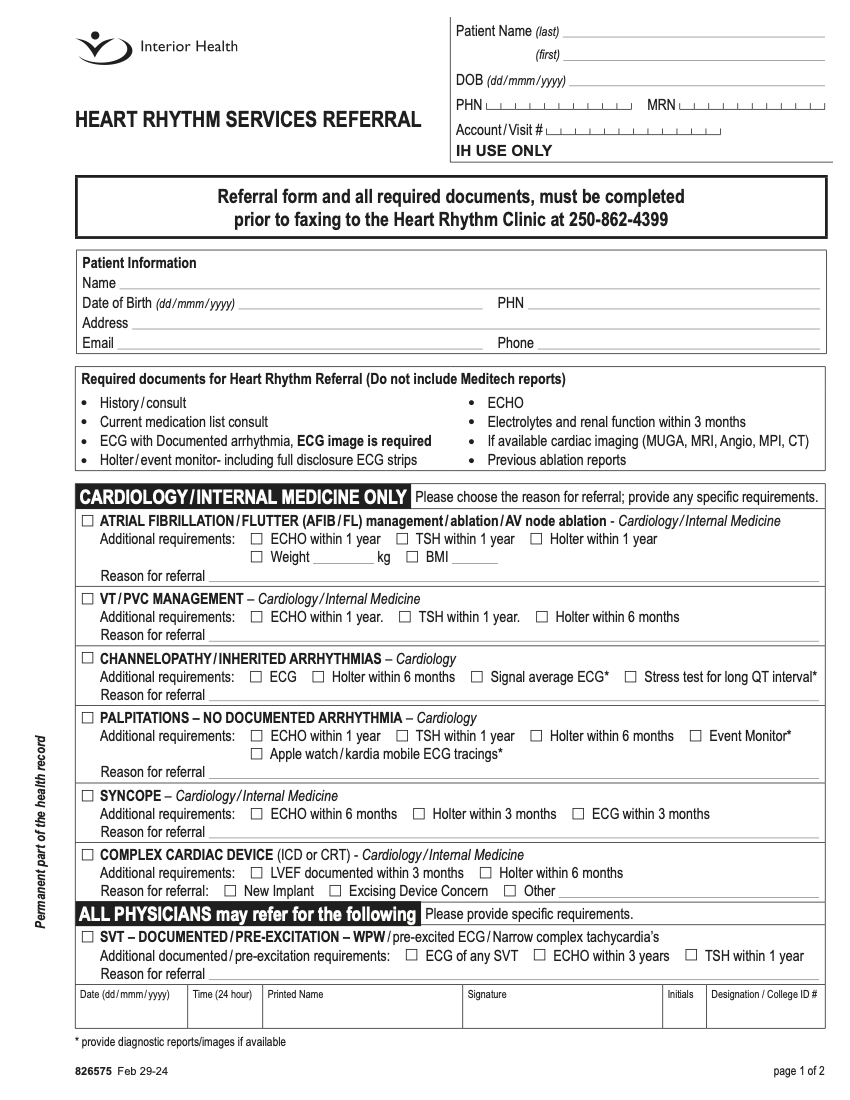 Interior Health
HEART RHYTHM SERVICES REFERRAL
Patient Name (last)
(first)
DOB (dd/mmm/yyyy)
PHN MRN
Account/Visit #
IH USE ONLY
Referral form and all required documents, must be completed
prior to faxing to the Heart Rhythm Clinic at 250-862-4399
Patient Information
Name
Date of Birth (dd/mmm/yyyy) PHN
Address
Email Phone
Required documents for Heart Rhythm Referral (Do not include Meditech reports)
• History/consult
• Current medication list consult
• ECG with Documented arrhythmia, ECG image is required
• Holter/event monitor- including full disclosure ECG strips
• ECHO
• Electrolytes and renal function within 3 months
• If available cardiac imaging (MUGA, MRI, Angio, MPI, CT)
• Previous ablation reports
CARDIOLOGY/INTERNAL MEDICINE ONLY Please choose the reason for referral; provide any specific requirements.
☐ ATRIAL FIBRILLATION/FLUTTER (AFIB/FL) management/ablation/AV node ablation - Cardiology/Internal Medicine
Additional requirements: ☐ ECHO within 1 year ☐ TSH within 1 year ☐ Holter within 1 year
☐ Weight kg ☐ BMI
Reason for referral
☐ VT/PVC MANAGEMENT – Cardiology/Internal Medicine
Additional requirements: ☐ ECHO within 1 year. ☐ TSH within 1 year. ☐ Holter within 6 months
Reason for referral
☐ CHANNELOPATHY/INHERITED ARRHYTHMIAS – Cardiology
Additional requirements: ☐ ECG ☐ Holter within 6 months ☐ Signal average ECG* ☐ Stress test for long QT interval*
Reason for referral
☐ PALPITATIONS – NO DOCUMENTED ARRHYTHMIA – Cardiology
Additional requirements: ☐ ECHO within 1 year ☐ TSH within 1 year ☐ Holter within 6 months ☐ Event Monitor*
☐ Apple watch/kardia mobile ECG tracings*
Reason for referral
☐ SYNCOPE – Cardiology/Internal Medicine
Additional requirements: ☐ ECHO within 6 months ☐ Holter within 3 months ☐ ECG within 3 months
Reason for referral
☐ COMPLEX CARDIAC DEVICE (ICD or CRT) - Cardiology/Internal Medicine
Additional requirements: ☐ LVEF documented within 3 months ☐ Holter within 6 months
Reason for referral: ☐ New Implant ☐ Excising Device Concern ☐ Other
ALL PHYSICIANS may refer for the following Please provide specific requirements.
☐ SVT – DOCUMENTED/PRE-EXCITATION – WPW/pre-excited ECG/Narrow complex tachycardia's
Additional documented/pre-excitation requirements: ☐ ECG of any SVT ☐ ECHO within 3 years ☐ TSH within 1 year
Reason for referral
Date (dd/mmm/yyyy) Time (24 hour) Printed Name Signature Initials Designation / College ID #
* provide diagnostic reports/images if available
826575 Feb 29-24 page 1 of 2
Permanent part of the health record